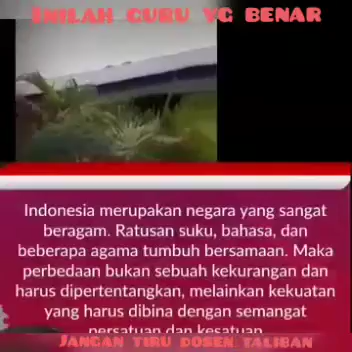 INILAH GURU YG BENAR
Indonesia merupakan negara yang sangat
beragam. Ratusan suku, bahasa, dan
beberapa agama tumbuh bersamaan. Maka
perbedaan bukan sebuah kekurangan dan
harus dipertentangkan, melainkan kekuatan
yang harus dibina dengan semangat
persatuan dan kesatuan
JANGAN TIRU DOSEN TALIBAN